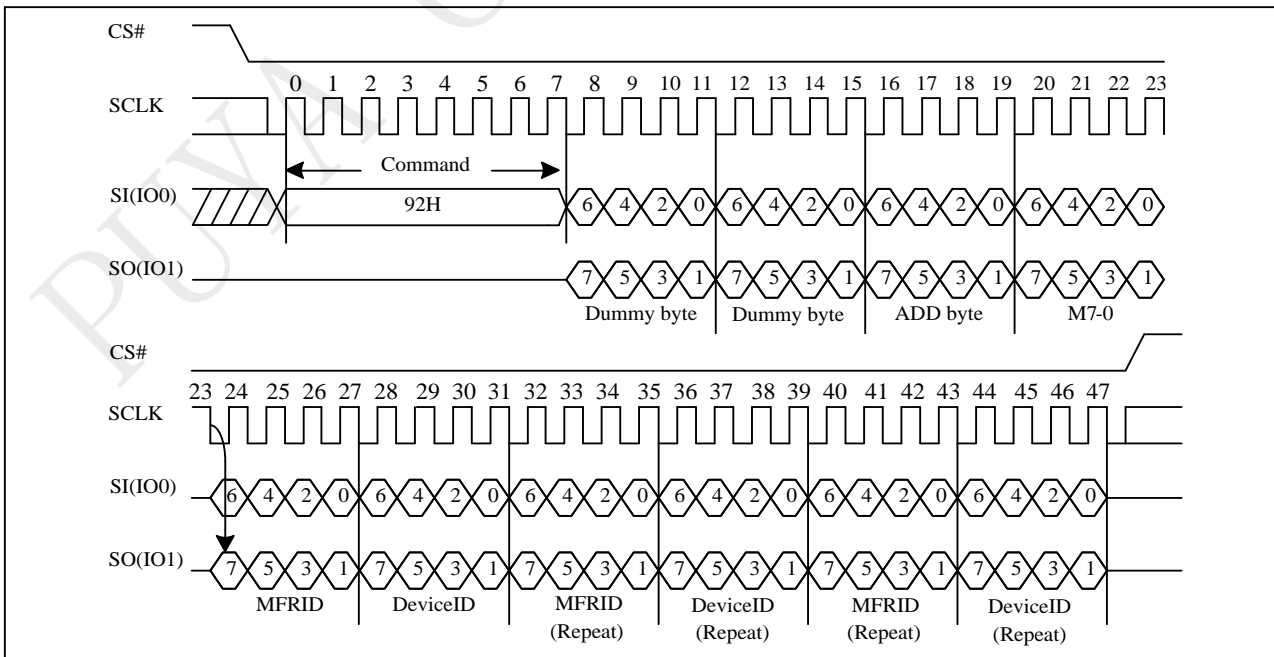 PUYA
CS#
0 1 2 3 4 5 6 7 8 9 10 11 12 13 14 15 16 17 18 19 20 21 22 23
SCLK
Command
SI(IO0)
92H 6 4 2 0 6 4 2 0 6 4 2 0 6 4 2 0
SO(IO1)
7 5 3 1 7 5 3 1 7 5 3 1 7 5 3 1
Dummy byte Dummy byte ADD byte M7-0
CS#
23 24 25 26 27 28 29 30 31 32 33 34 35 36 37 38 39 40 41 42 43 44 45 46 47
SCLK
SI(IO0)
6 4 2 0 6 4 2 0 6 4 2 0 6 4 2 0 6 4 2 0 6 4 2 0
SO(IO1)
7 5 3 1 7 5 3 1 7 5 3 1 7 5 3 1 7 5 3 1 7 5 3 1
MFRID DeviceID MFRID DeviceID MFRID DeviceID
(Repeat) (Repeat) (Repeat) (Repeat)